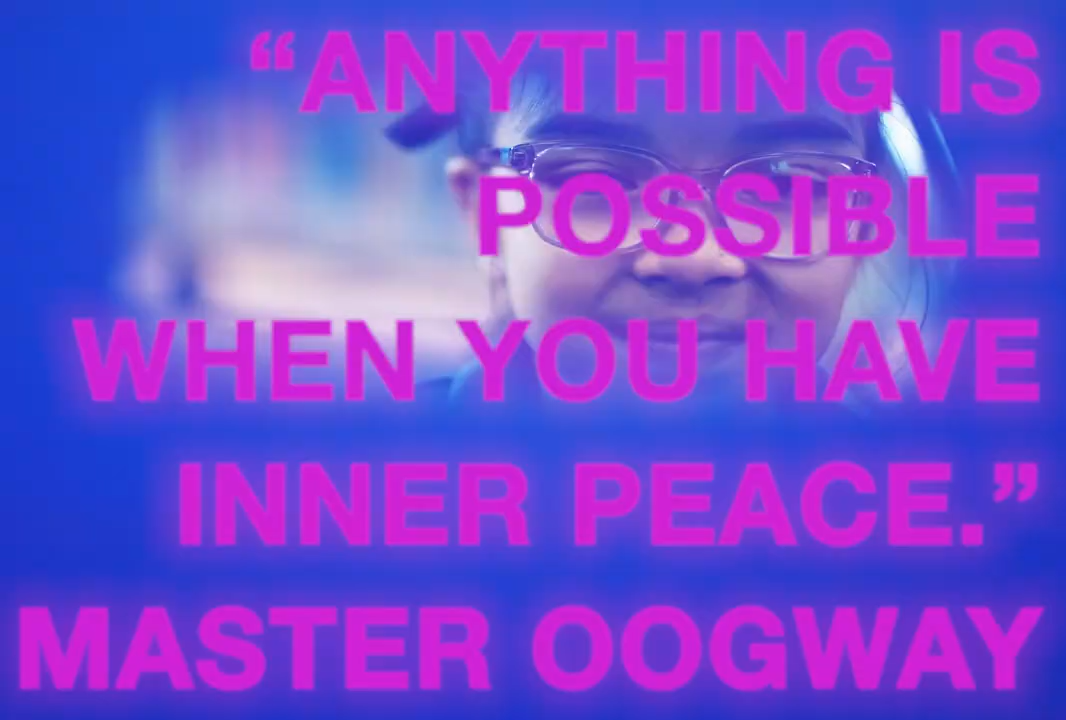 “ANYTHING IS
POSSIBLE
WHEN YOU HAVE
INNER PEACE.”
MASTER OOGWAY